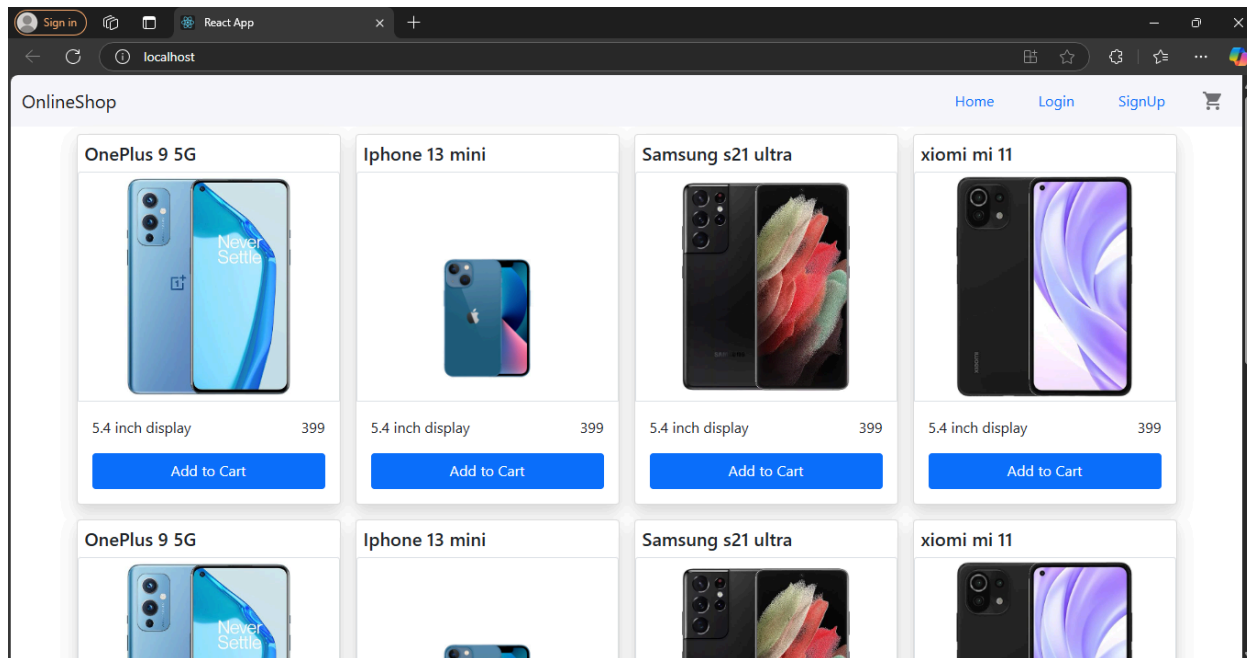 Sign in React App
localhost
OnlineShop Home Login SignUp
OnePlus 9 5G Iphone 13 mini Samsung s21 ultra xiomi mi 11
Never
Settle
SAMSUNG
XIAOMI
5.4 inch display 399 5.4 inch display 399 5.4 inch display 399 5.4 inch display 399
Add to Cart Add to Cart Add to Cart Add to Cart
OnePlus 9 5G Iphone 13 mini Samsung s21 ultra xiomi mi 11
Never
Settle